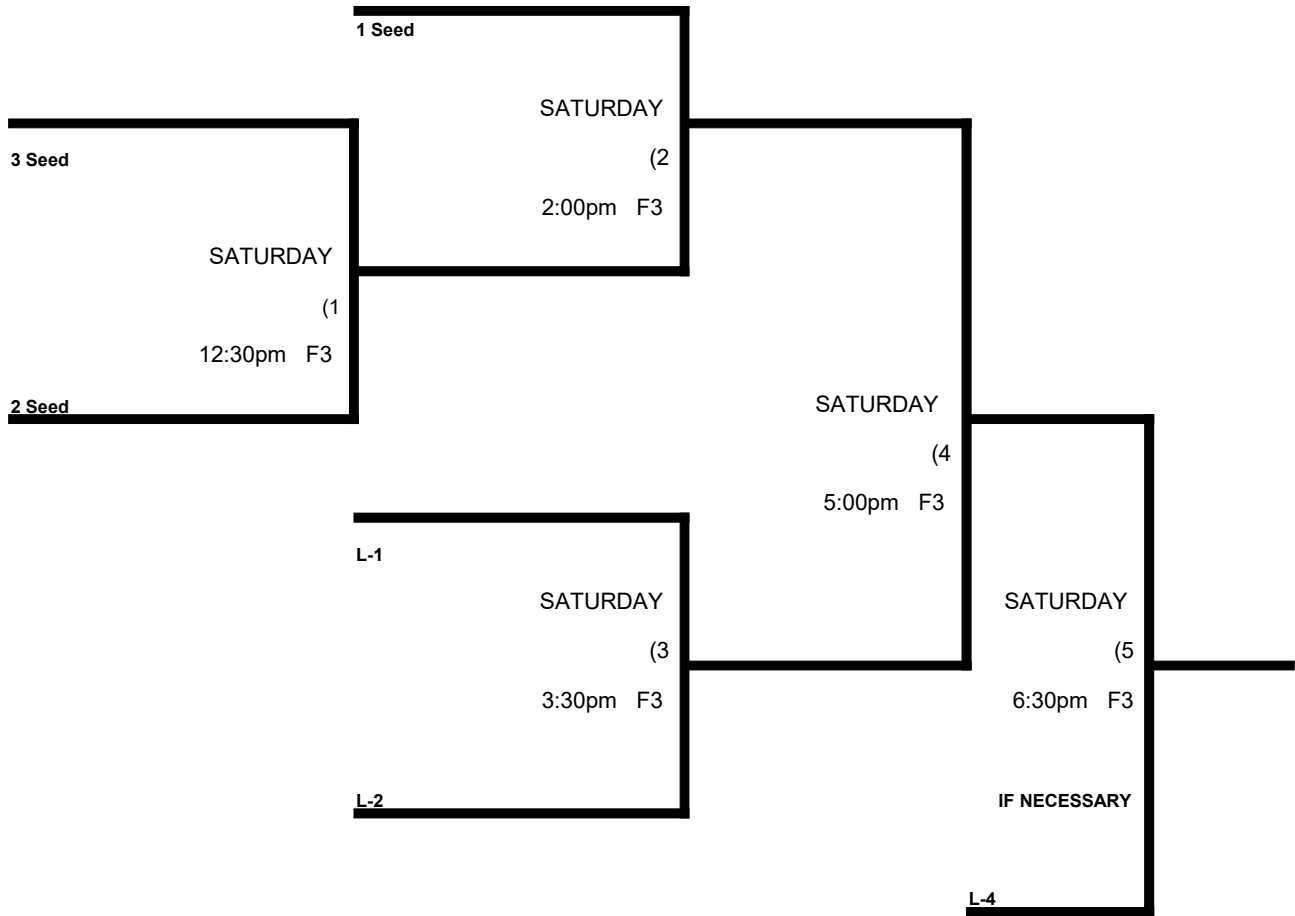 1 Seed
SATURDAY
(2
2:00pm F3
3 Seed
SATURDAY
(1
12:30pm F3
2 Seed
SATURDAY
(4
5:00pm F3
L-1
SATURDAY
(3
3:30pm F3
L-2
SATURDAY
(5
6:30pm F3
IF NECESSARY
L-4